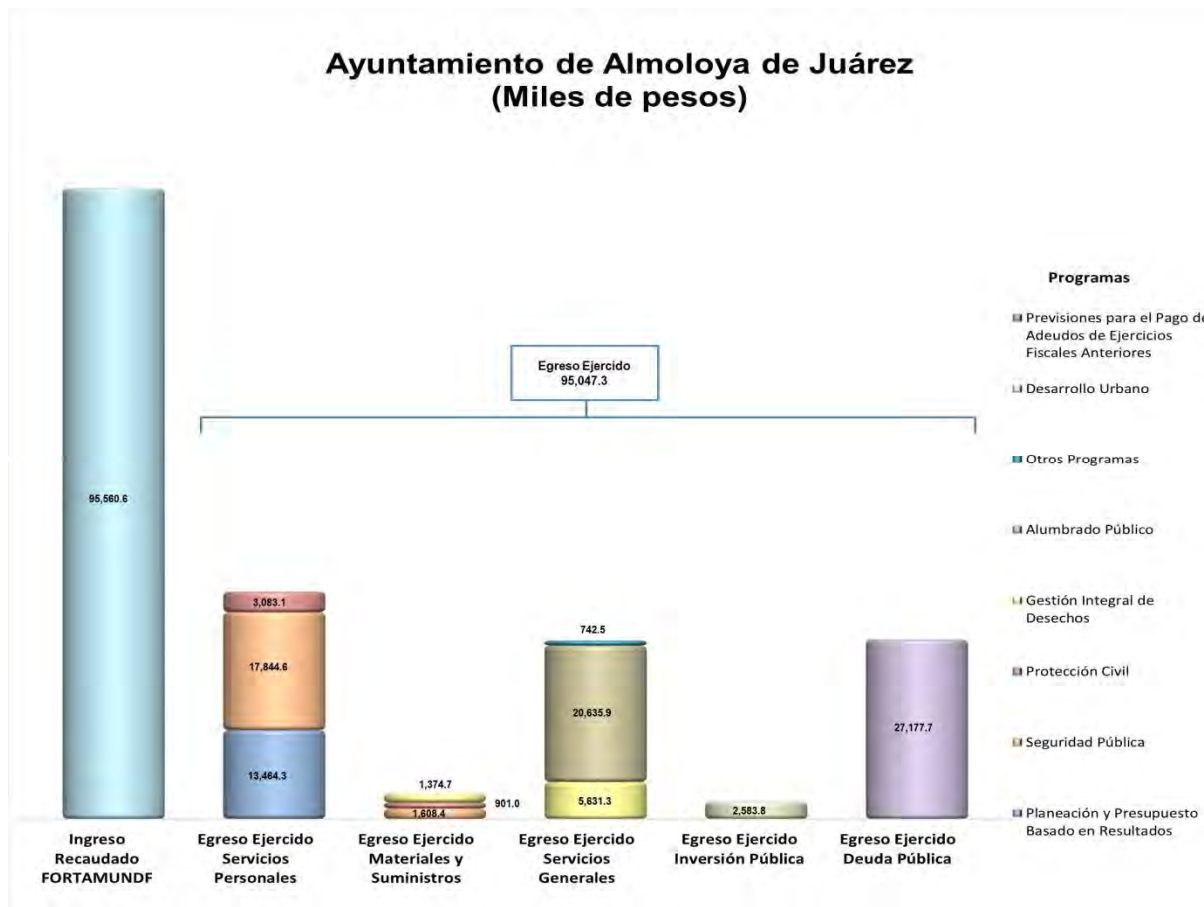 Ayuntamiento de Almoloya de Juárez
(Miles de pesos)
Programas
Previsiones para el Pago de
Adeudos de Ejercicios
Fiscales Anteriores
Desarrollo Urbano
Otros Programas
Alumbrado Público
Gestión Integral de
Desechos
Protección Civil
Seguridad Pública
Planeación y Presupuesto
Basado en Resultados
Egreso Ejercido
95,047.3
95,560.6
3,083.1
17,844.6
13,464.3
1,374.7
901.0
1,608.4
742.5
20,635.9
5,631.3
2,583.8
27,177.7
Ingreso
Recaudado
FORTAMUNDF
Egreso Ejercido
Servicios
Personales
Egreso Ejercido
Materiales y
Suministros
Egreso Ejercido
Servicios
Generales
Egreso Ejercido
Inversión Pública
Egreso Ejercido
Deuda Pública